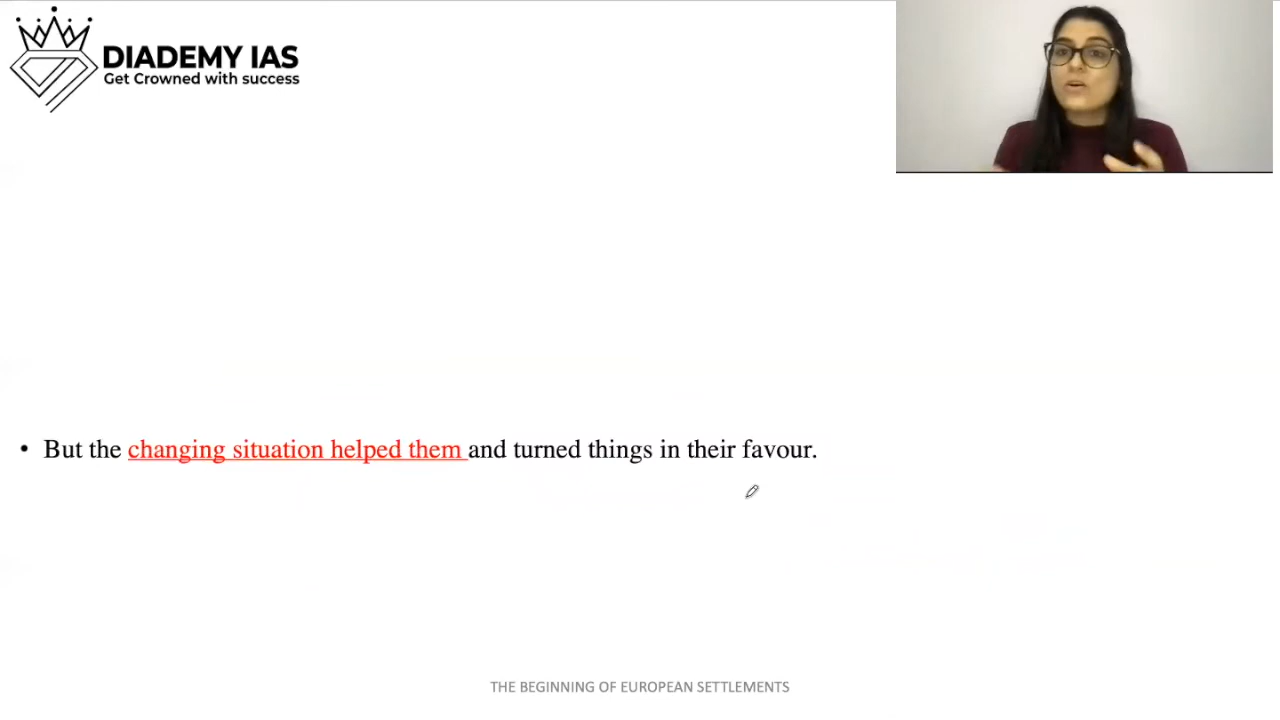 DIADEMY IAS
Get Crowned with success
• But the changing situation helped them and turned things in their favour.
THE BEGINNING OF EUROPEAN SETTLEMENTS